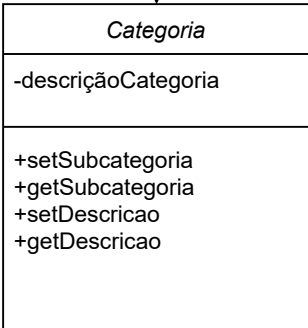 Categoria
-descriçãoCategoria
+setSubcategoria
+getSubcategoria
+setDescricao
+getDescricao